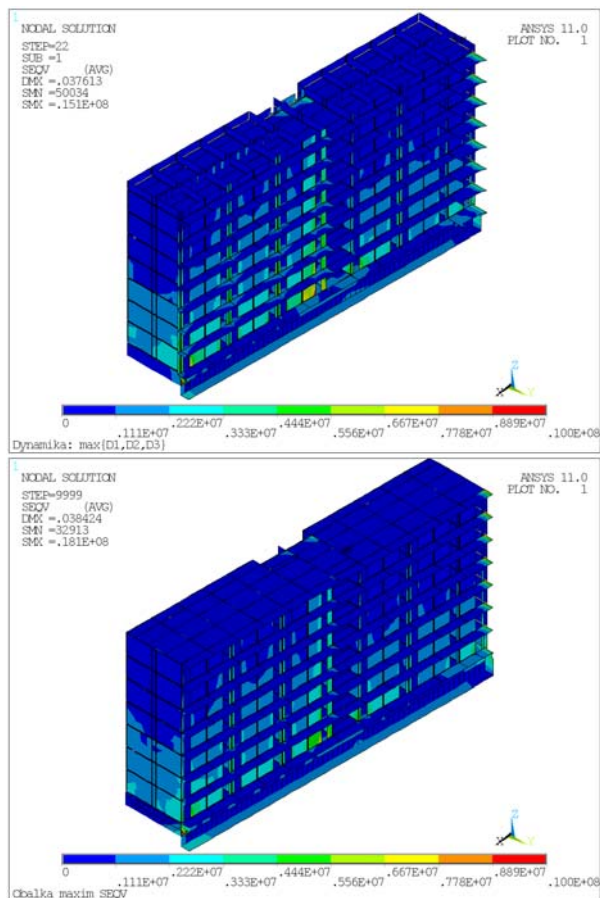 1
NODAL SOLUTION
ANSYS 11.0
PLOT NO. 1
STEP=22
SUB =1
SEQV (AVG)
DMX =.037613
SMN =50034
SMX =.151E+08
Z
X Y
0 .222E+07 .444E+07 .667E+07 .889E+07
.111E+07 .333E+07 .556E+07 .778E+07 .100E+08
Dynamika: max{D1,D2,D3}
1
NODAL SOLUTION
ANSYS 11.0
PLOT NO. 1
STEP=9999
SEQV (AVG)
DMX =.038424
SMN =32913
SMX =.181E+08
Z
X Y
0 .222E+07 .444E+07 .667E+07 .889E+07
.111E+07 .333E+07 .556E+07 .778E+07 .100E+08
Obalka maxim SEQV